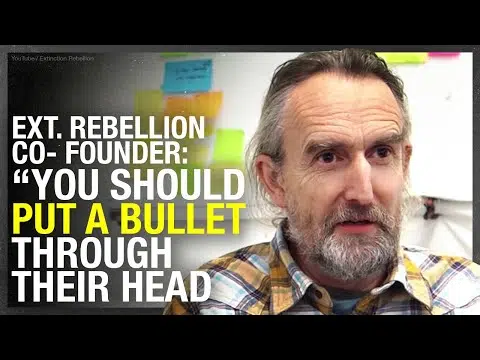 YouTube/ Extinction Rebellion
EXT. REBELLION
CO- FOUNDER:
“YOU SHOULD
PUT A BULLET
THROUGH
THEIR HEAD